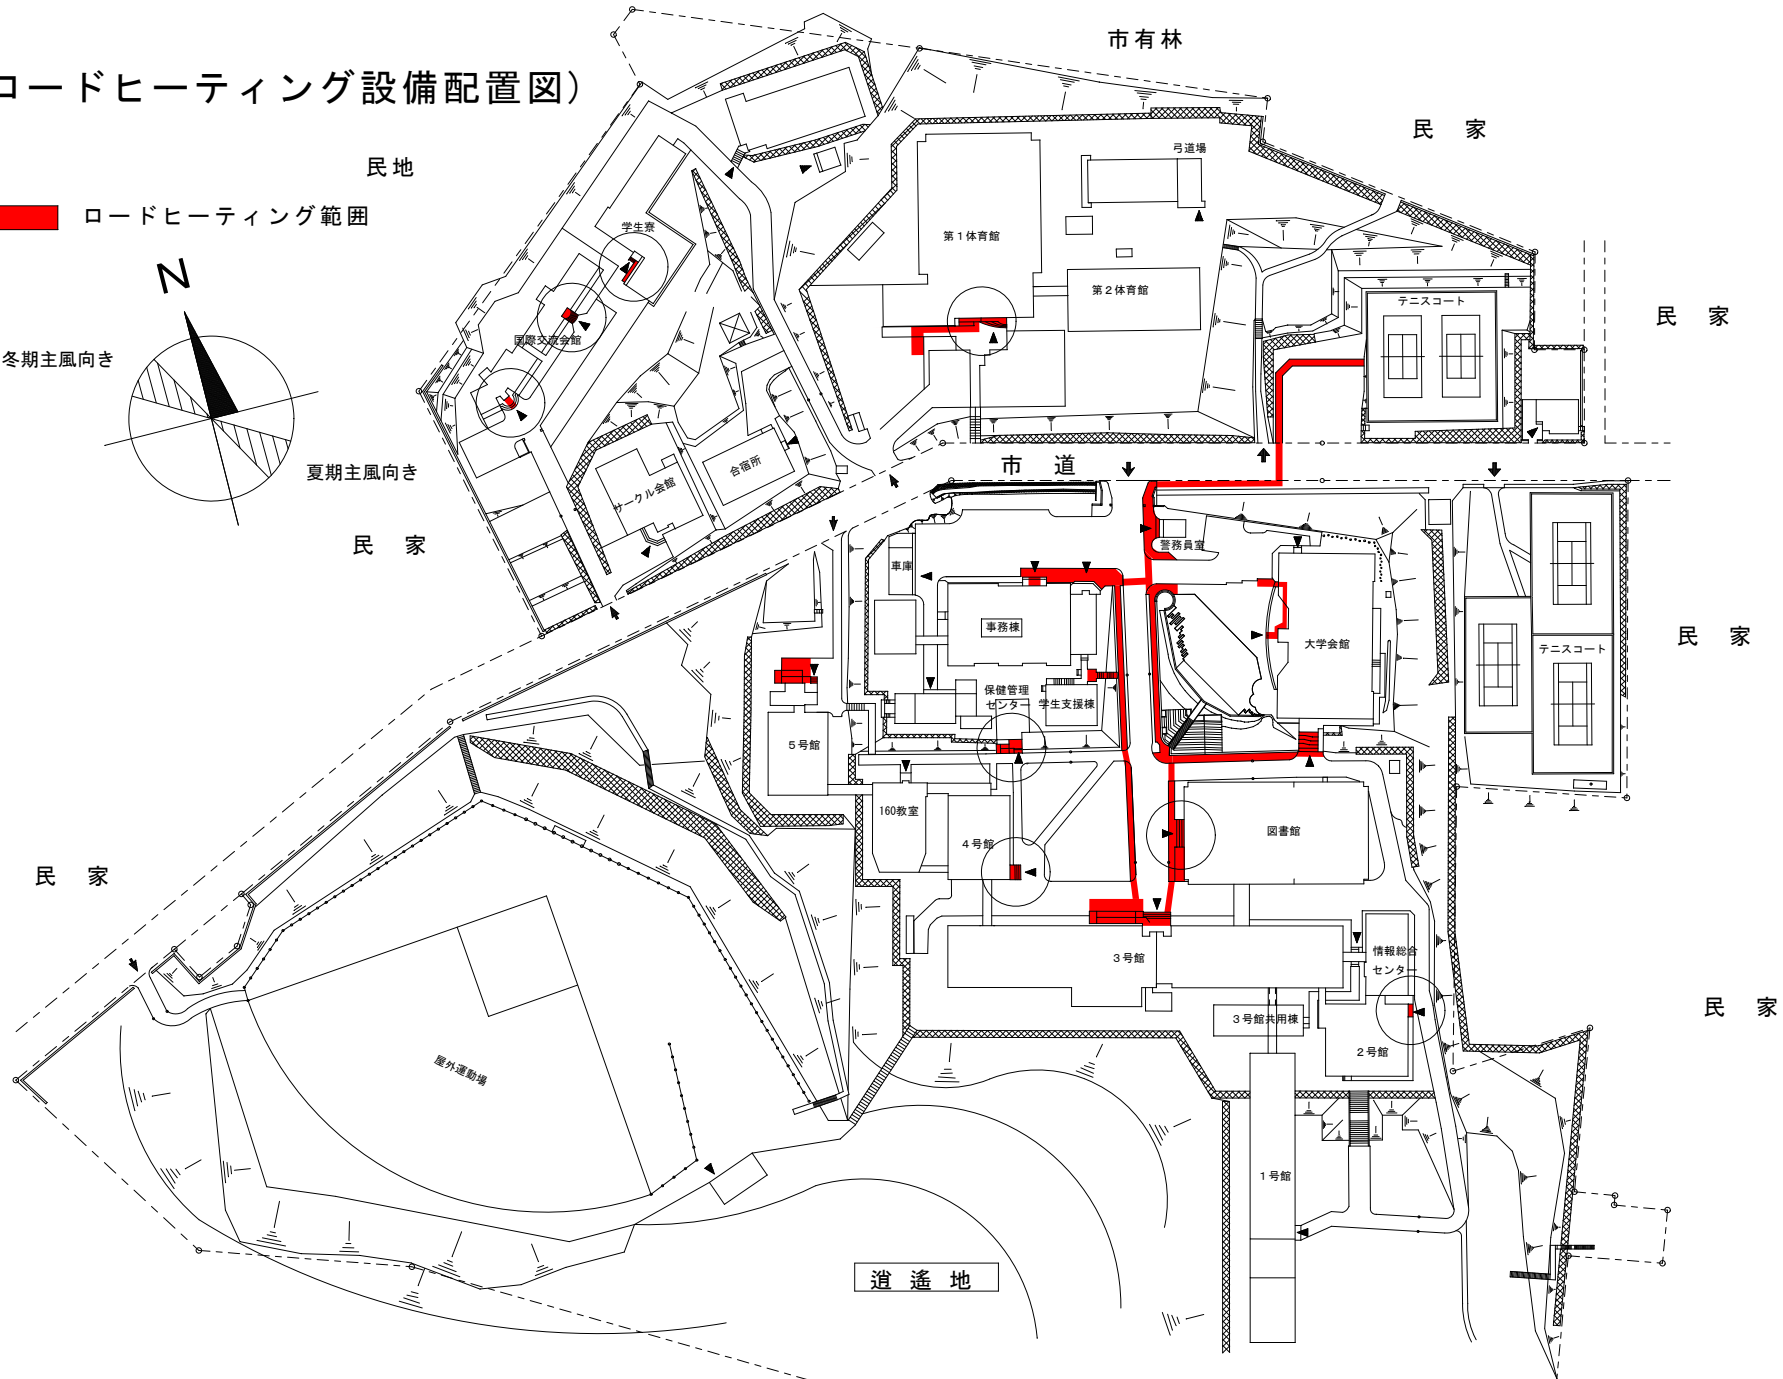 ロードヒーティング設備配置図）
市有林
民 家
民地
弓道場
ロードヒーティング範囲
学生寮
第１体育館
N
第２体育館
テニスコート
民 家
国際交流会館
冬期主風向き
夏期主風向き
市 道
合宿所
サークル会館
民 家
警務員室
車庫
事務棟
大学会館
民 家
テニスコート
保健管理
センター
学生支援棟
５号館
160教室
４号館
図書館
民 家
３号館
情報総合
センター
民 家
３号館共用棟
２号館
屋外運動場
１号館
逍 遙 地